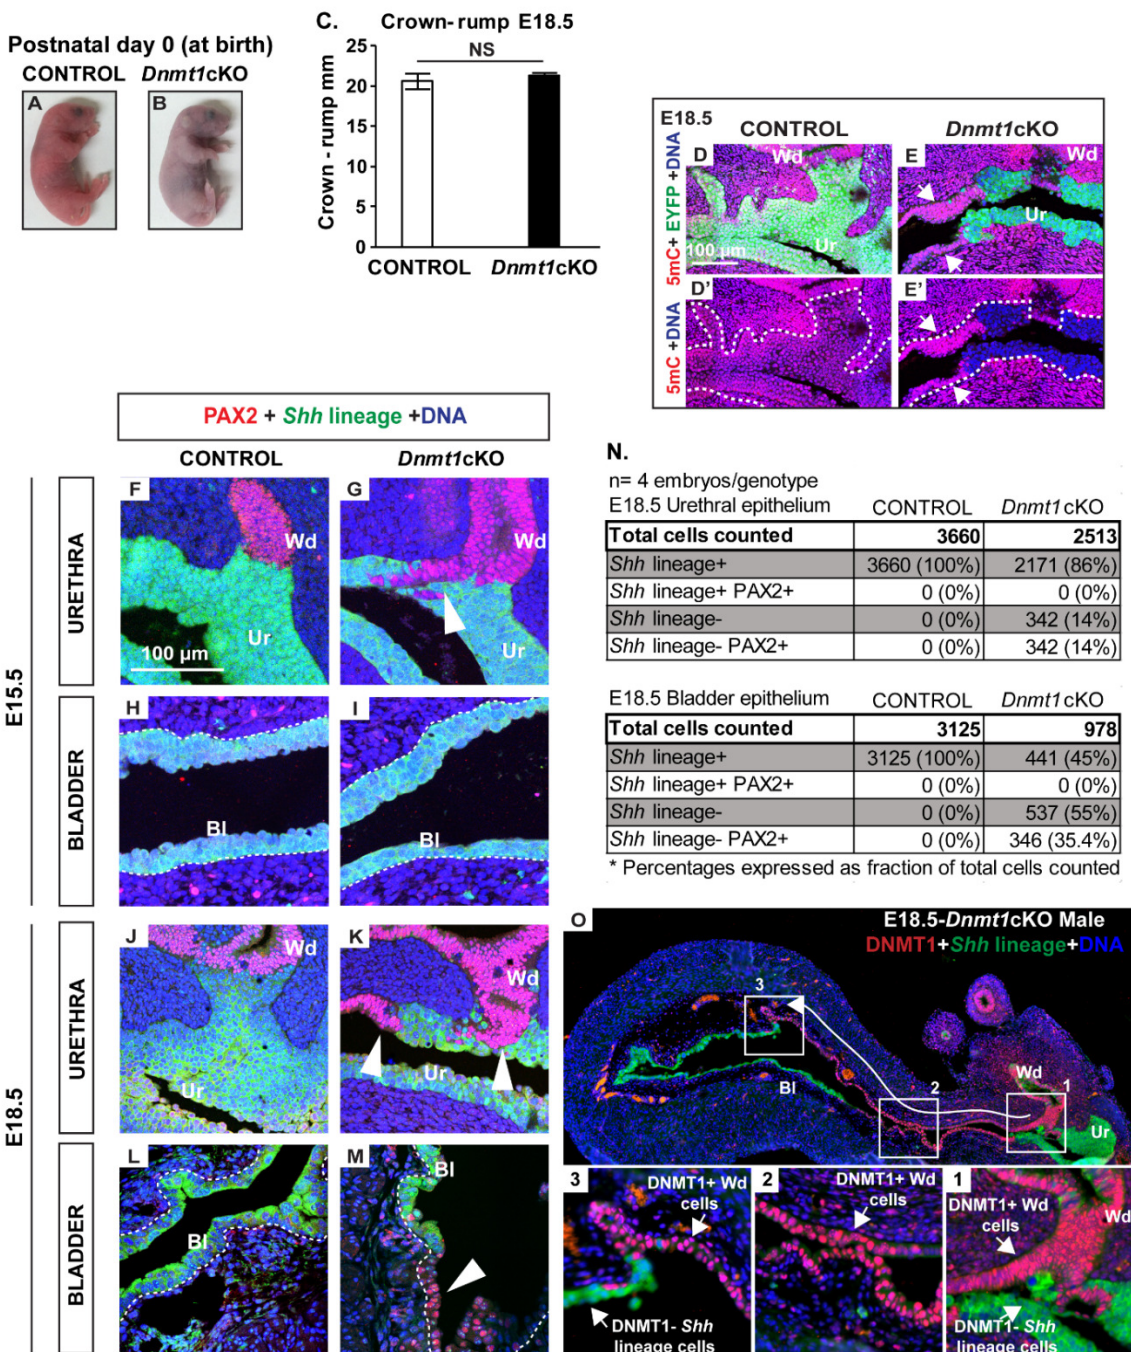 Postnatal day 0 (at birth)
CONTROL Dnmt1cKO
A
B
C.
Crown-rump E18.5
NS
Crown - rump mm
25
20
15
10
5
0
CONTROL Dnmt1cKO
E18.5
CONTROL Dnmt1cKO
5mC+ EYFP +DNA
D
Wd
Ur
100 µm
E
Wd
Ur
5mC +DNA
D'
E'
PAX2 + Shh lineage +DNA
CONTROL Dnmt1cKO
E15.5
URETHRA
F
Wd
Ur
100 µm
G
Wd
Ur
BLADDER
H
Bl
I
Bl
E18.5
URETHRA
J
Wd
Ur
K
Wd
Ur
BLADDER
L
Bl
M
Bl
N.
n= 4 embryos/genotype
E18.5 Urethral epithelium CONTROL Dnmt1cKO
Total cells counted 3660 2513
Shh lineage+ 3660 (100%) 2171 (86%)
Shh lineage+ PAX2+ 0 (0%) 0 (0%)
Shh lineage- 0 (0%) 342 (14%)
Shh lineage- PAX2+ 0 (0%) 342 (14%)
E18.5 Bladder epithelium CONTROL Dnmt1cKO
Total cells counted 3125 978
Shh lineage+ 3125 (100%) 441 (45%)
Shh lineage+ PAX2+ 0 (0%) 0 (0%)
Shh lineage- 0 (0%) 537 (55%)
Shh lineage- PAX2+ 0 (0%) 346 (35.4%)
* Percentages expressed as fraction of total cells counted
O
E18.5-Dnmt1cKO Male
DNMT1+Shh lineage+DNA
3
2
1
Wd
Bl
Ur
3
DNMT1+ Wd
cells
DNMT1- Shh
lineage cells
2
DNMT1+ Wd
cells
1
DNMT1+ Wd
cells
Wd
DNMT1- Shh
lineage cells